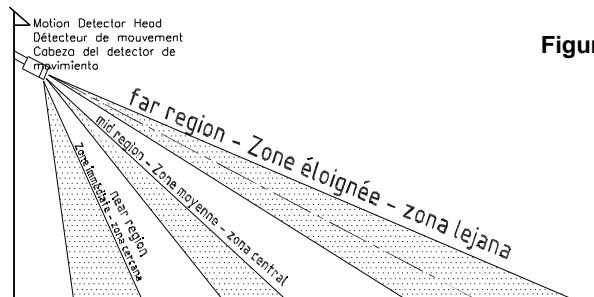 Motion Detector Head
Détecteur de mouvement
Cabeza del detector de
movimiento
Figur
far region - Zone éloignée - zona lejana
mid region - Zone moyenne - zona central
near region
Zone immédiate - zona cercana